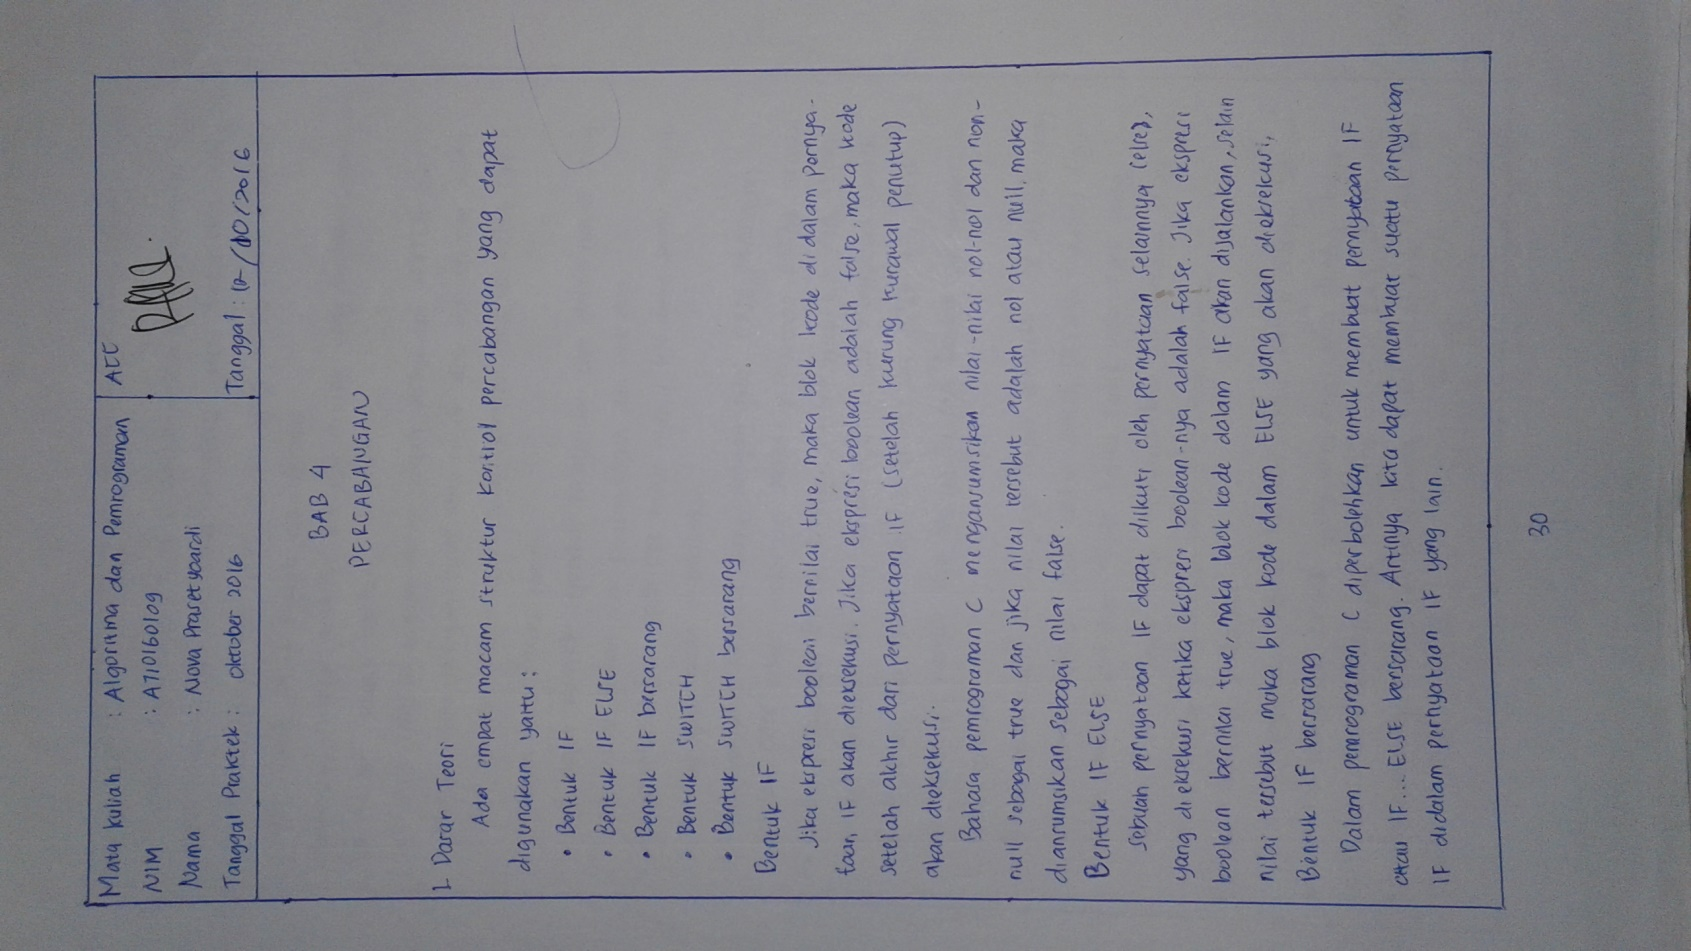 Mata kuliah : Algoritma dan Pemrograman
NIM : A71016010g
Nama : Nova Prasetyoardi
Tanggal Praktek : Oktober 2016
ACC
Tanggal : 12/10/2016
BAB 4
PERCABANGAN
1. Dasar Teori
Ada empat macam struktur kontrol percabangan yang dapat
digunakan yaitu :
• Bentuk IF
• Bentuk IF ELSE
• Bentuk IF bersarang
• Bentuk SWITCH
• Bentuk SWITCH bersarang
Bentuk IF
Jika ekspresi boolean bernilai true, maka blok kode di dalam pernya-
taan IF akan dieksekusi. Jika ekspresi boolean adalah false, maka kode
setelah akhir dari pernyataan IF (setelah kurung kurawal penutup)
akan dieksekusi.
Bahasa pemrograman C mengansumsikan nilai-nilai nol-nol dan non-
null sebagai true dan jika nilai tersebut adalah nol atau null, maka
diansumsikan sebagai nilai false.
Bentuk IF ELSE
Sebuah pernyataan IF dapat diikuti oleh pernyataan selainnya (else),
yang dieksekusi ketika ekspresi boolean-nya adalah false. Jika ekspresi
boolean bernilai true, maka blok kode dalam IF akan dijalankan, selain
nilai tersebut maka blok kode dalam ELSE yang akan dieksekusi,
Bentuk IF bersarang
Dalam pemrograman C diperbolehkan untuk membuat pernyataan IF
atau IF... ELSE bersarang. Artinya kita dapat membuat suatu pernyataan
IF didalam pernyataan IF yang lain.
30